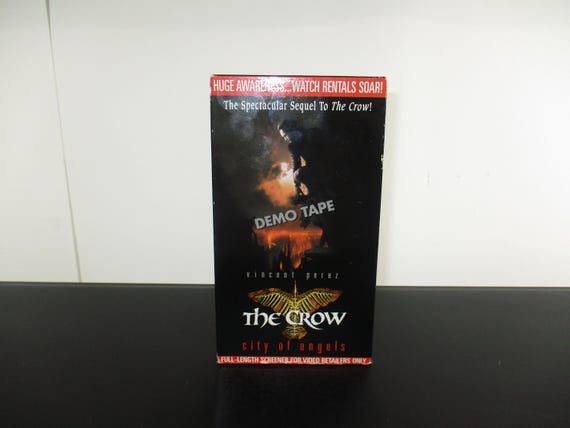 HUGE AWARENESS...WATCH RENTALS SOAR!
The Spectacular Sequel To The Crow!
DEMO TAPE
vincent perez
THE CROW
city of angels
FULL-LENGTH SCREENER FOR VIDEO RETAILERS ONLY